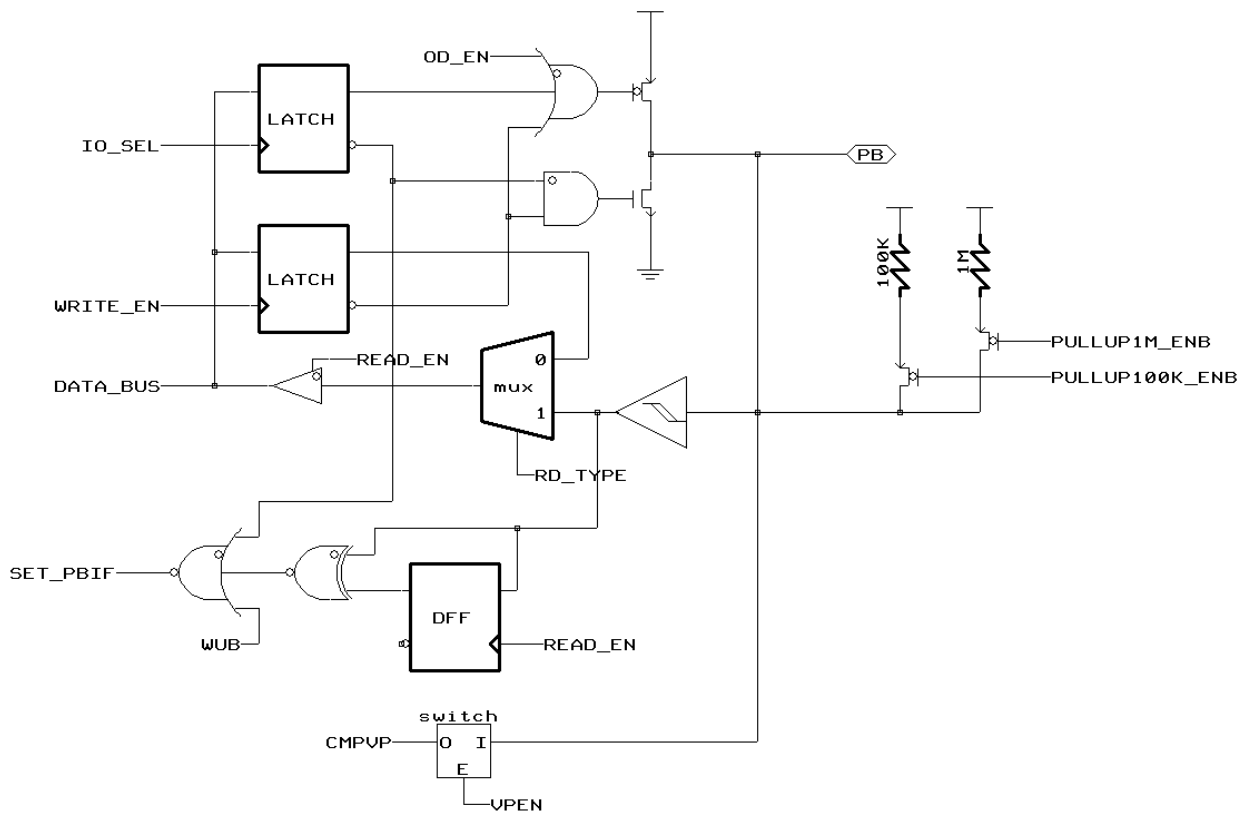 OD_EN
LATCH
IO_SEL
PB
LATCH
100K
1M
WRITE_EN
READ_EN
0
PULLUP1M_ENB
DATA_BUS
mux
PULLUP100K_ENB
1
RD_TYPE
SET_PBIF
DFF
WUB
READ_EN
switch
CMPVP
O I
E
VPEN